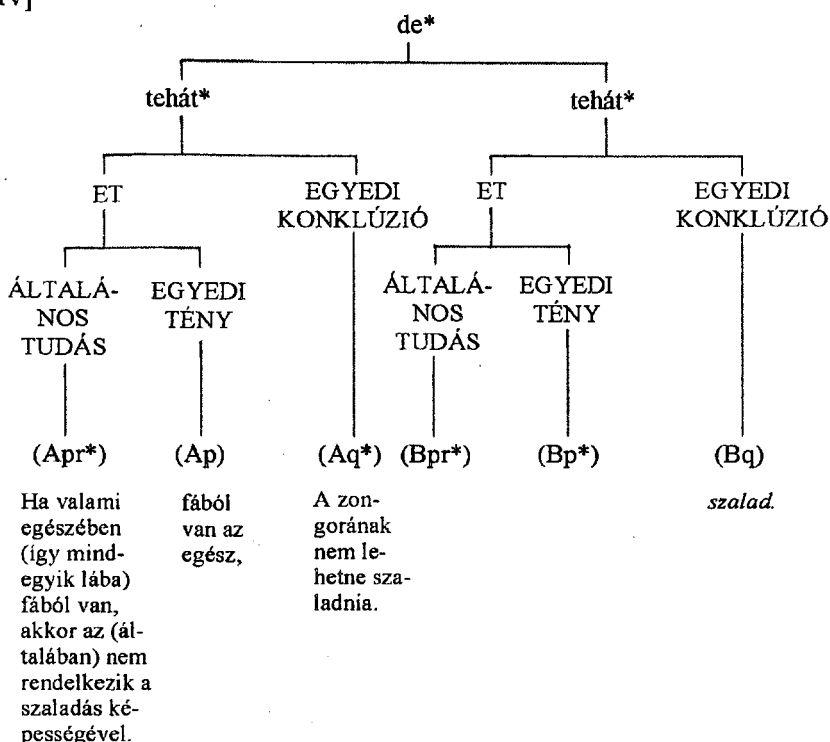 IV]
de*
tehát* tehát*
ET EGYEDI KONKLÚZIÓ ET EGYEDI KONKLÚZIÓ
ÁLTALÁ-
NOS
TUDÁS
EGYEDI
TÉNY
ÁLTALÁ-
NOS
TUDÁS
EGYEDI
TÉNY
(Apr*) (Ap) (Aq*) (Bpr*) (Bp*) (Bq)
Ha valami
egészében
(így mind-
egyik lába)
fából van,
akkor az (ál-
talában) nem
rendelkezik a
szaladás ké-
pességével.
fából
van az
egész,
A zon-
gorának
nem le-
hetne sza-
ladnia.
szalad.